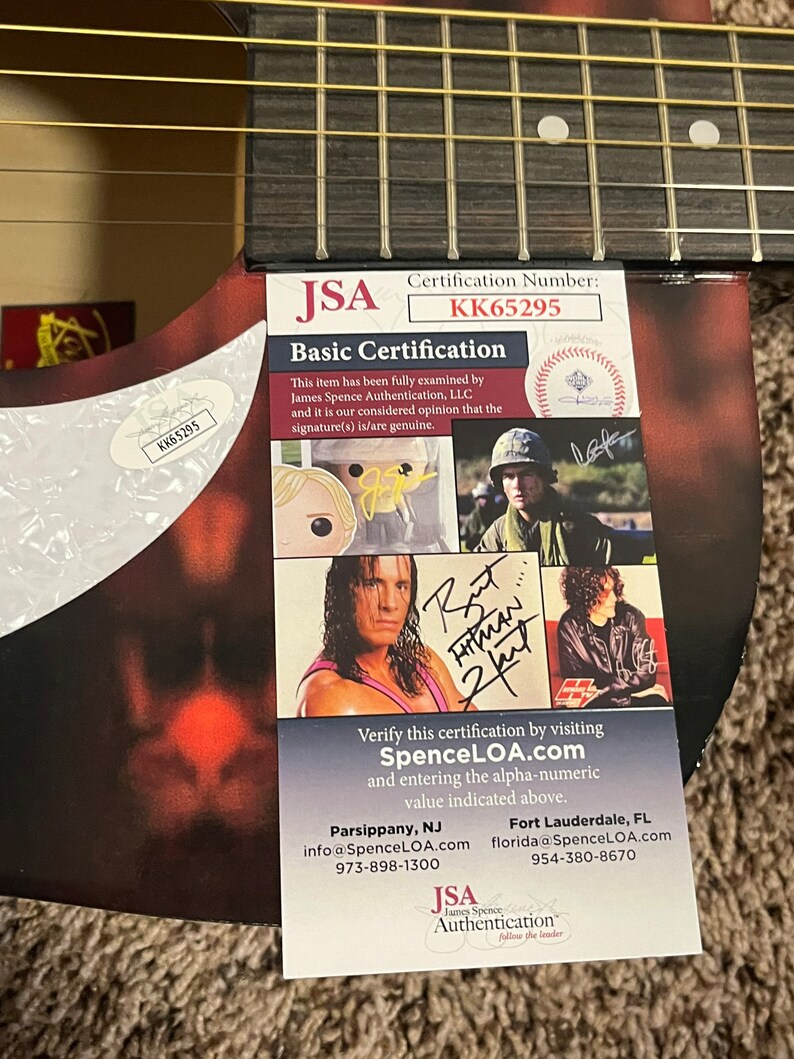 JSA
Certification Number:
KK65295
Basic Certification
This item has been fully examined by
James Spence Authentication, LLC
and it is our considered opinion that the
signature(s) is/are genuine.
KK65295
Bret
HITMAN
Hart
Verify this certification by visiting
SpenceLOA.com
and entering the alpha-numeric
value indicated above.
Parsippany, NJ
info@SpenceLOA.com
973-898-1300
Fort Lauderdale, FL
florida@SpenceLOA.com
954-380-8670
JSA
James Spence
Authentication™
follow the leader